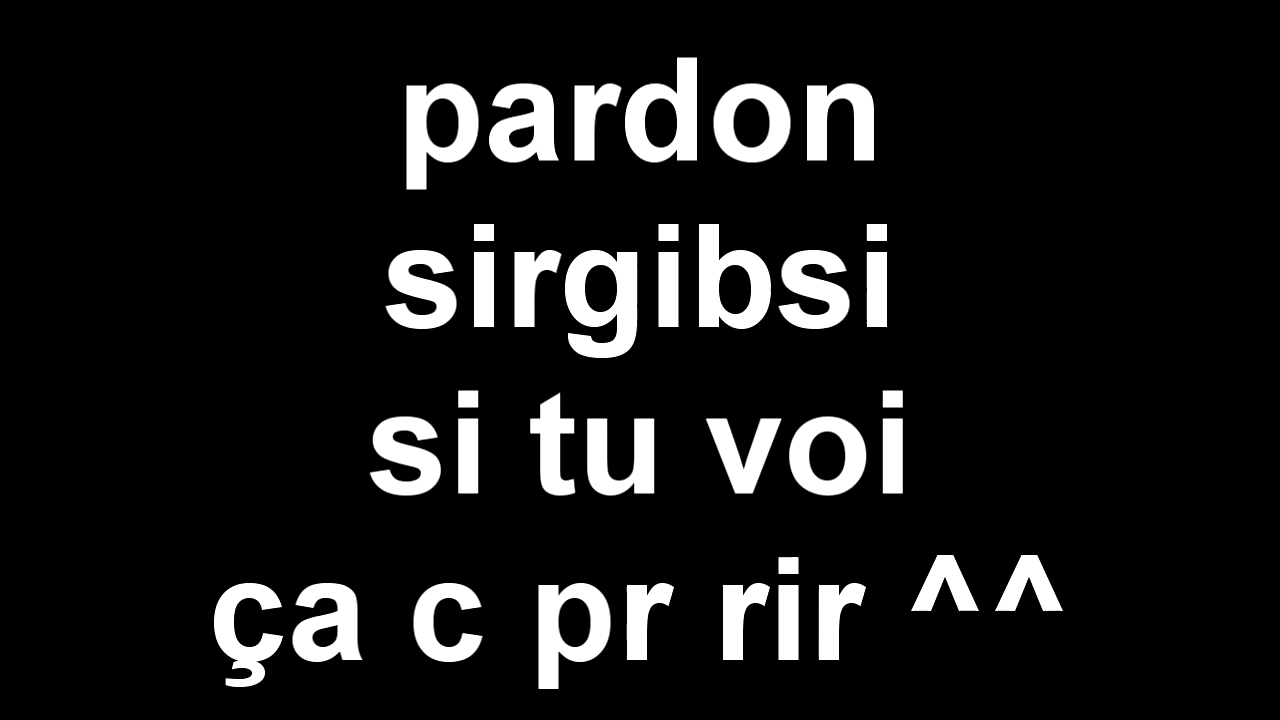 pardon
sirgibsi
si tu voi
ça c pr rir ^^